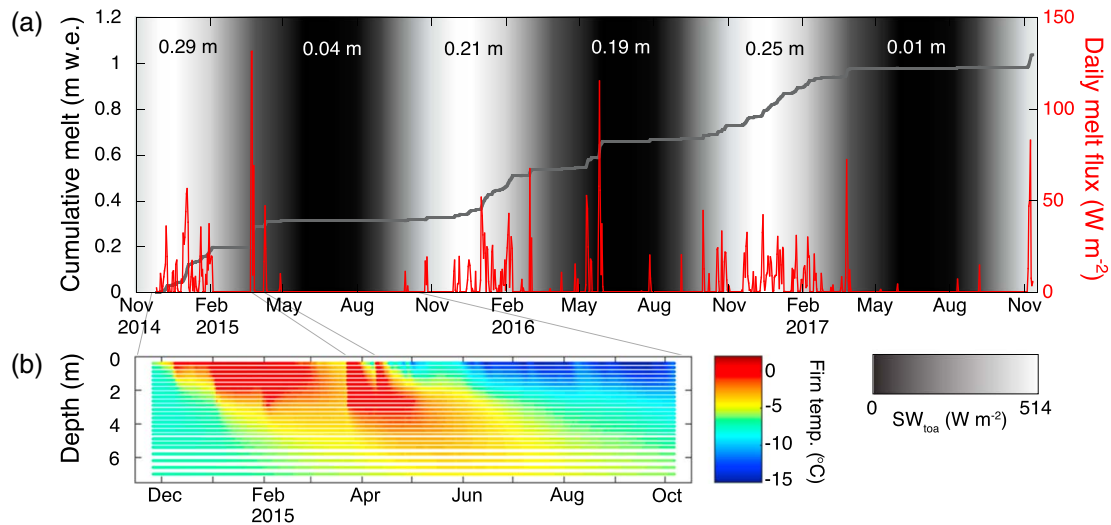 (a)
Cumulative melt (m w.e.)
1.2
1
0.8
0.6
0.4
0.2
0
0.29 m
0.04 m
0.21 m
0.19 m
0.25 m
0.01 m
150
100
50
0
Daily melt flux (W m-2)
Nov Feb May Aug Nov Feb May Aug Nov Feb May Aug Nov
2014 2015 2016 2017
(b)
Depth (m)
0
2
4
6
Dec Feb Apr Jun Aug Oct
2015
0
-5
-10
-15
Firn temp. (°C)
0 514
SWtoa (W m-2)